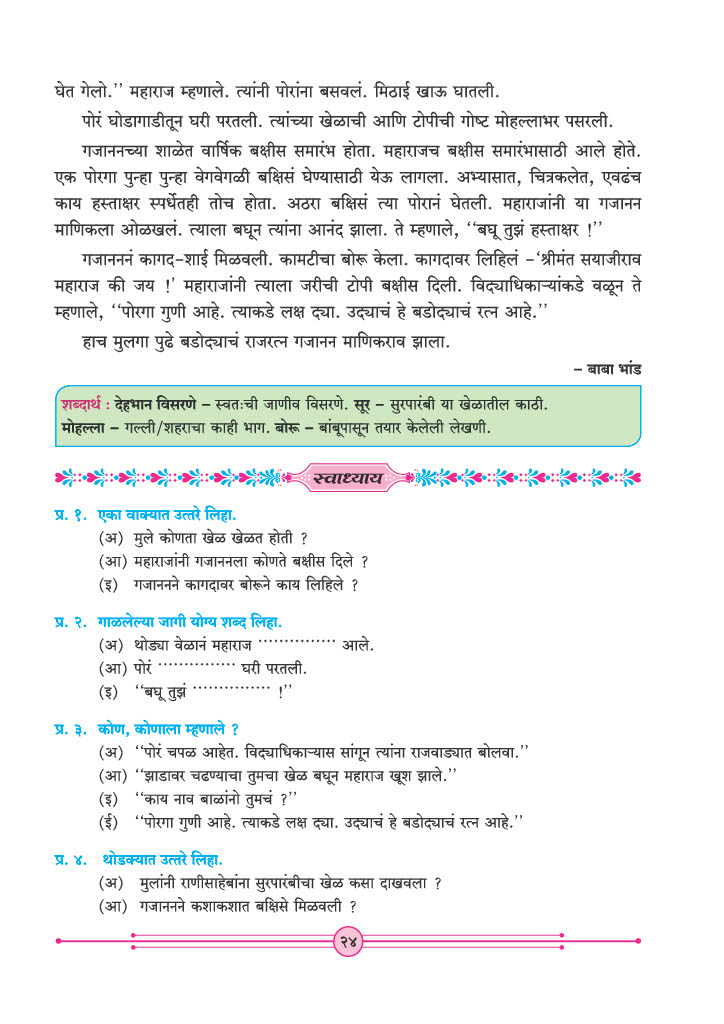 घेत गेलो.’’ महाराज म्हणाले. त्यांनी पोरांना बसवलं. मिठाई खाऊ घातली.
पोरं घोडागाडीतून घरी परतली. त्यांच्या खेळाची आणि टोपीची गोष्ट मोहल्लाभर पसरली.
गजाननच्या शाळेत वार्षिक बक्षीस समारंभ होता. महाराजच बक्षीस समारंभासाठी आले होते.
एक पोरगा पुन्हा पुन्हा वेगवेगळी बक्षिसं घेण्यासाठी येऊ लागला. अभ्यासात, चित्रकलेत, एवढंच
काय हस्ताक्षर स्पर्धेतही तोच होता. अठरा बक्षिसं त्या पोरानं घेतली. महाराजांनी या गजानन
माणिकला ओळखलं. त्याला बघून त्यांना आनंद झाला. ते म्हणाले, ‘‘बघू तुझं हस्ताक्षर !’’
गजाननानं कागद-शाई मिळवली. कामटीचा बोरू केला. कागदावर लिहिलं -‘श्रीमंत सयाजीराव
महाराज की जय !’ महाराजांनी त्याला जरीची टोपी बक्षीस दिली. विद्याधिकाऱ्यांकडे वळून ते
म्हणाले, ‘‘पोरगा गुणी आहे. त्याकडे लक्ष द्या. उद्याचं हे बडोद्याचं रत्न आहे.’’
हाच मुलगा पुढे बडोद्याचं राजरत्न गजानन माणिकराव झाला.
– बाबा भांड
शब्दार्थ : देहभान विसरणे – स्वतःची जाणीव विसरणे. सूर – सुरपारंबी या खेळातील काठी.
मोहल्ला – गल्ली/शहराचा काही भाग. बोरू – बांबूपासून तयार केलेली लेखणी.
स्वाध्याय
प्र. १. एका वाक्यात उत्तरे लिहा.
(अ) मुले कोणता खेळ खेळत होती ?
(आ) महाराजांनी गजाननला कोणते बक्षीस दिले ?
(इ) गजाननने कागदावर बोरूने काय लिहिले ?
प्र. २. गाळलेल्या जागी योग्य शब्द लिहा.
(अ) थोड्या वेळानं महाराज ............... आले.
(आ) पोरं ............... घरी परतली.
(इ) ‘‘बघू तुझं ............... !’’
प्र. ३. कोण, कोणाला म्हणाले ?
(अ) ‘‘पोरं चपळ आहेत. विद्याधिकाऱ्यास सांगून त्यांना राजवाड्यात बोलवा.’’
(आ) ‘‘झाडावर चढण्याचा तुमचा खेळ बघून महाराज खूश झाले.’’
(इ) ‘‘काय नाव बाळांनो तुमचं ?’’
(ई) ‘‘पोरगा गुणी आहे. त्याकडे लक्ष द्या. उद्याचं हे बडोद्याचं रत्न आहे.’’
प्र. ४. थोडक्यात उत्तरे लिहा.
(अ) मुलांनी राणीसाहेबांना सुरपारंबीचा खेळ कसा दाखवला ?
(आ) गजाननने कशाकशात बक्षिसे मिळवली ?
२४